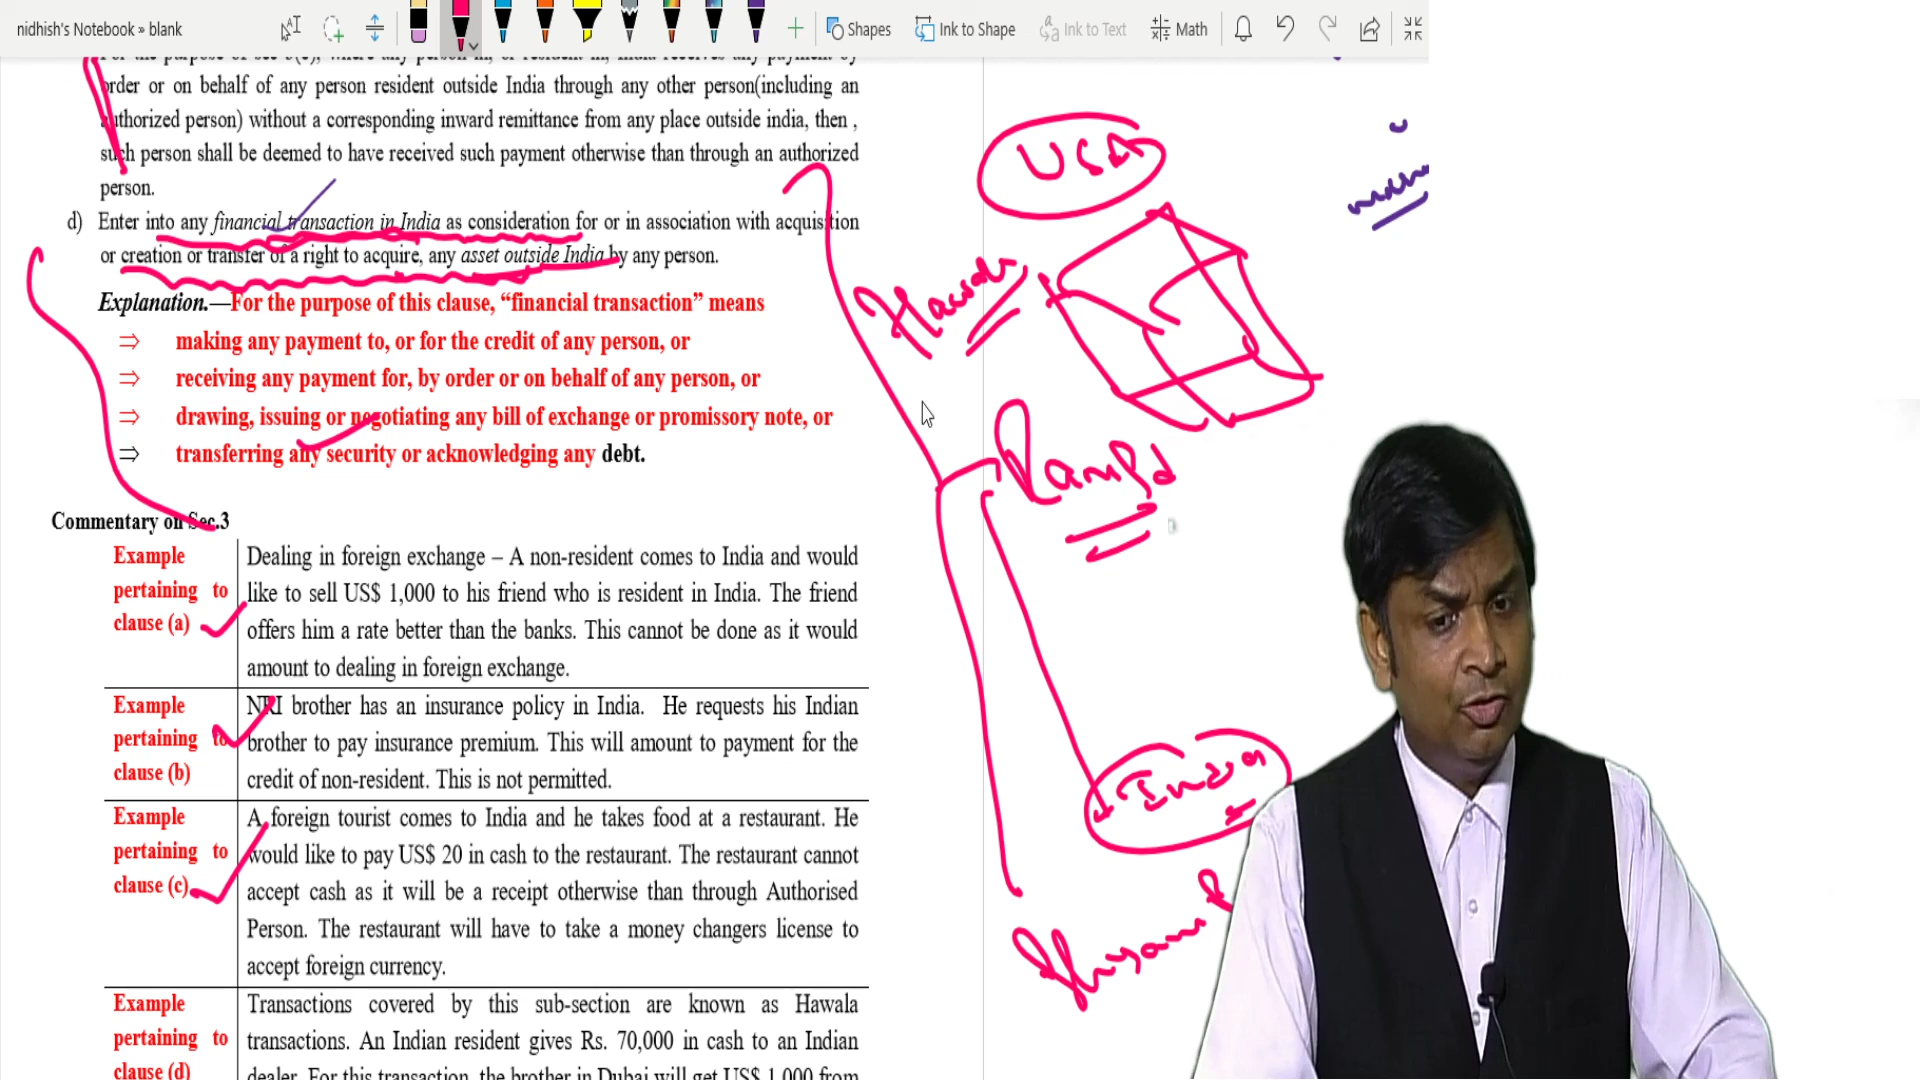 nidhish's Notebook » blank
Shapes
Ink to Shape
Ink to Text
Math
order or on behalf of any person resident outside India through any other person(including an
authorized person) without a corresponding inward remittance from any place outside india, then ,
such person shall be deemed to have received such payment otherwise than through an authorized
person.
d) Enter into any financial transaction in India as consideration for or in association with acquisition
or creation or transfer of a right to acquire, any asset outside India by any person.
Explanation.—For the purpose of this clause, “financial transaction” means
⇒ making any payment to, or for the credit of any person, or
⇒ receiving any payment for, by order or on behalf of any person, or
⇒ drawing, issuing or negotiating any bill of exchange or promissory note, or
⇒ transferring any security or acknowledging any debt.
Commentary on Sec.3
Example
pertaining to
clause (a)
Dealing in foreign exchange – A non-resident comes to India and would
like to sell US$ 1,000 to his friend who is resident in India. The friend
offers him a rate better than the banks. This cannot be done as it would
amount to dealing in foreign exchange.
Example
pertaining to
clause (b)
NRI brother has an insurance policy in India. He requests his Indian
brother to pay insurance premium. This will amount to payment for the
credit of non-resident. This is not permitted.
Example
pertaining to
clause (c)
A foreign tourist comes to India and he takes food at a restaurant. He
would like to pay US$ 20 in cash to the restaurant. The restaurant cannot
accept cash as it will be a receipt otherwise than through Authorised
Person. The restaurant will have to take a money changers license to
accept foreign currency.
Example
pertaining to
clause (d)
Transactions covered by this sub-section are known as Hawala
transactions. An Indian resident gives Rs. 70,000 in cash to an Indian
dealer. For this transaction, the brother in Dubai will get US$ 1,000 from
USA
India